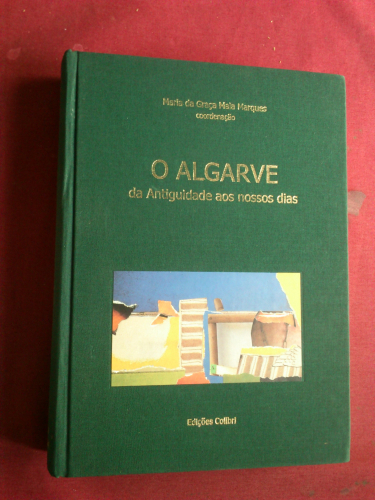 Maria da Graça Maia Marques
coordenação
O ALGARVE
da Antiguidade aos nossos dias
Edições Colibri